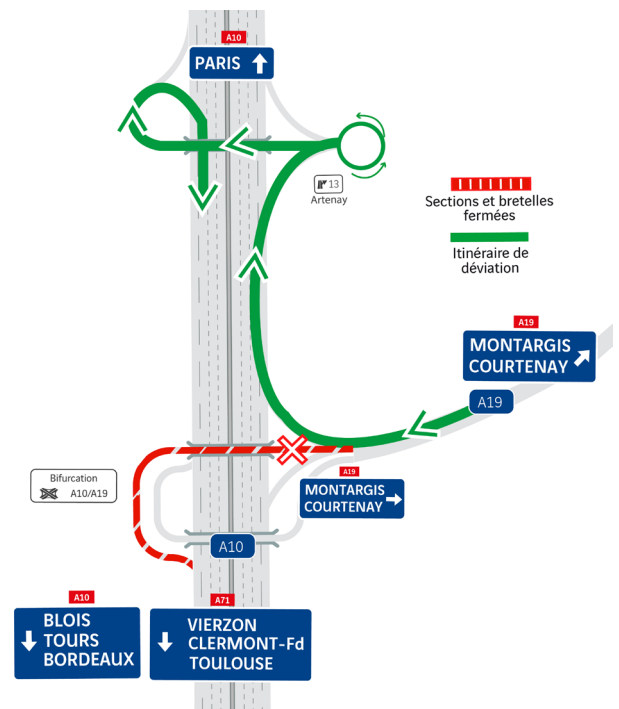 A10
PARIS
13
Artenay
Sections et bretelles
fermées
Itinéraire de
déviation
A19
MONTARGIS
COURTENAY
A19
Bifurcation
A10/A19
A19
MONTARGIS
COURTENAY
A10
A10
BLOIS
TOURS
BORDEAUX
A71
VIERZON
CLERMONT-Fd
TOULOUSE